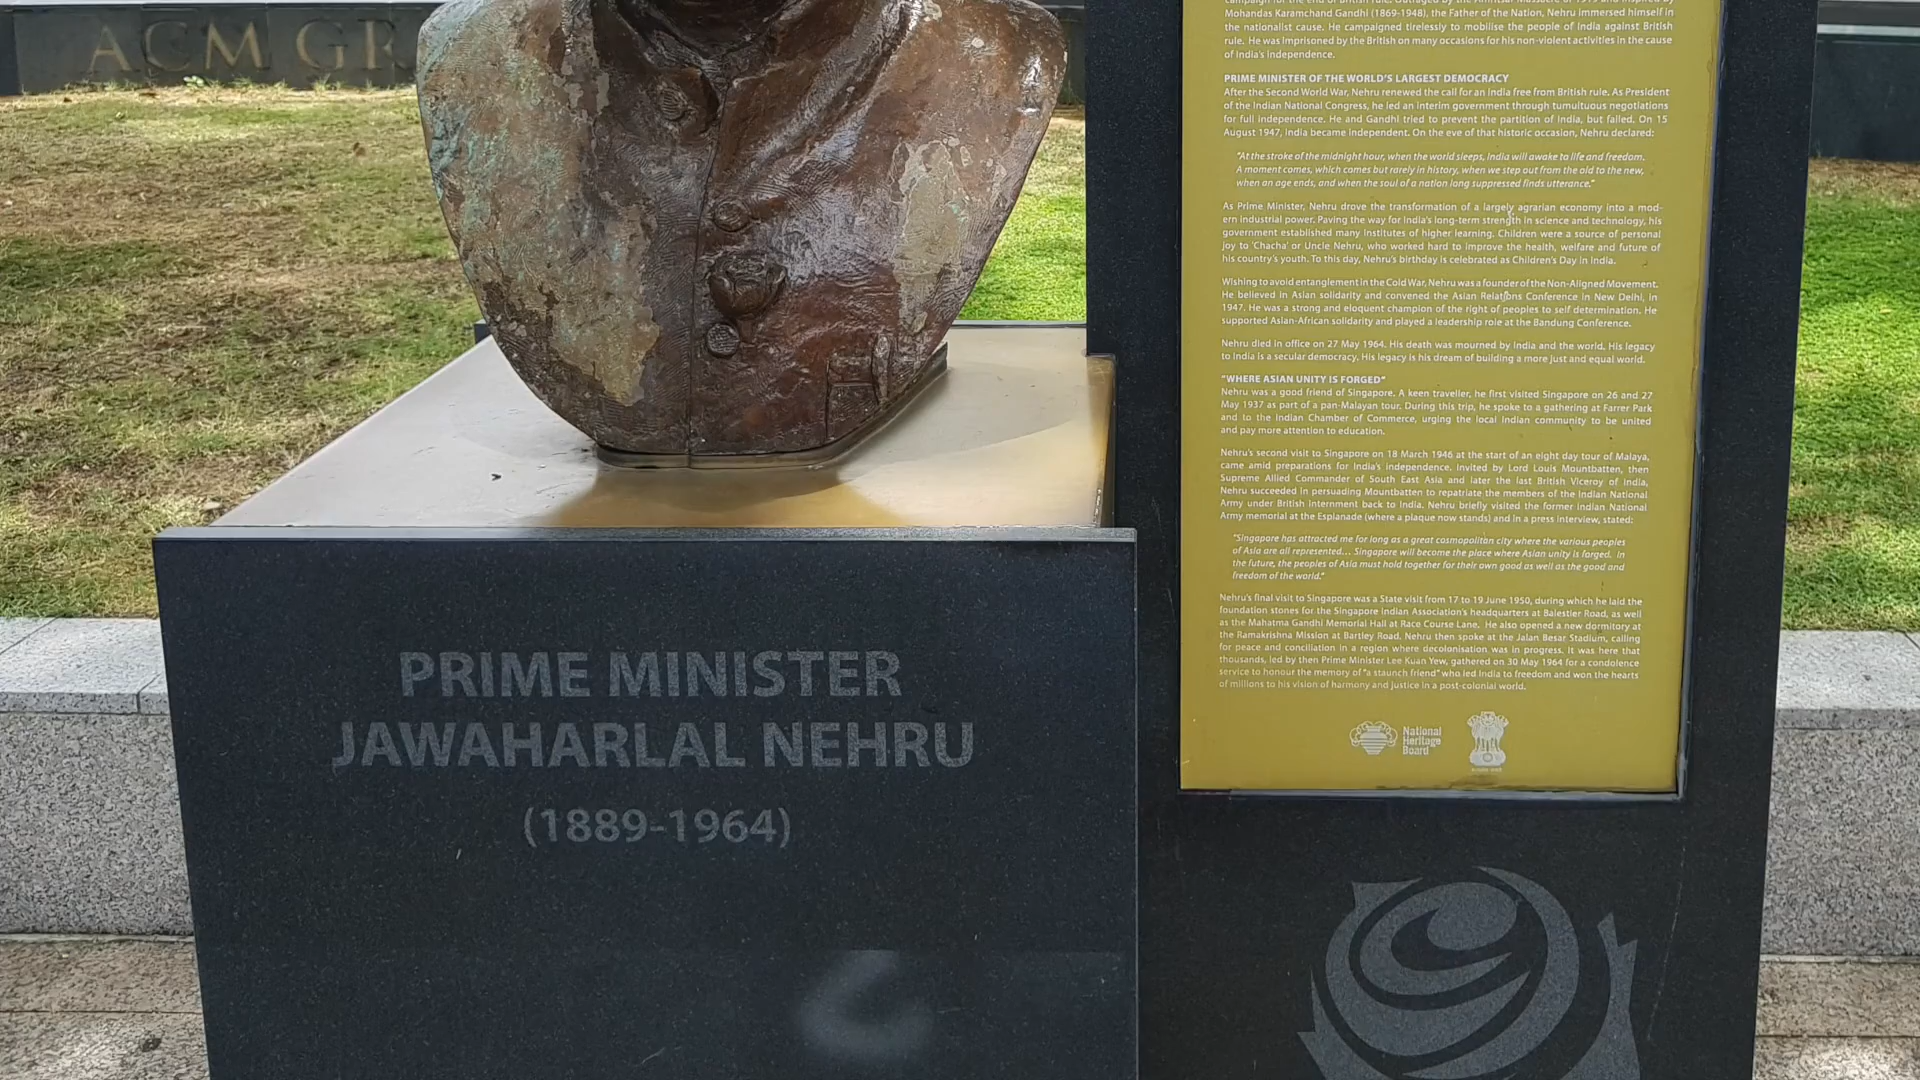 ACM GR
campaign for the end of British rule. Outraged by the Amritsar Massacre of 1919 and inspired by
Mohandas Karamchand Gandhi (1869-1948), the Father of the Nation, Nehru immersed himself in
the nationalist cause. He campaigned tirelessly to mobilise the people of India against British
rule. He was imprisoned by the British on many occasions for his non-violent activities in the cause
of India's independence.
PRIME MINISTER OF THE WORLD'S LARGEST DEMOCRACY
After the Second World War, Nehru renewed the call for an India free from British rule. As President
of the Indian National Congress, he led an interim government through tumultuous negotiations
for full independence. He and Gandhi tried to prevent the partition of India, but failed. On 15
August 1947, India became independent. On the eve of that historic occasion, Nehru declared:
"At the stroke of the midnight hour, when the world sleeps, India will awake to life and freedom.
A moment comes, which comes but rarely in history, when we step out from the old to the new,
when an age ends, and when the soul of a nation long suppressed finds utterance."
As Prime Minister, Nehru drove the transformation of a largely agrarian economy into a mod-
ern industrial power. Paving the way for India's long-term strength in science and technology, his
government established many institutes of higher learning. Children were a source of personal
joy to 'Chacha' or Uncle Nehru, who worked hard to improve the health, welfare and future of
his country's youth. To this day, Nehru's birthday is celebrated as Children's Day in India.
Wishing to avoid entanglement in the Cold War, Nehru was a founder of the Non-Aligned Movement.
He believed in Asian solidarity and convened the Asian Relations Conference in New Delhi, in
1947. He was a strong and eloquent champion of the right of peoples to self determination. He
supported Asian-African solidarity and played a leadership role at the Bandung Conference.
Nehru died in office on 27 May 1964. His death was mourned by India and the world. His legacy
to India is a secular democracy. His legacy is his dream of building a more just and equal world.
"WHERE ASIAN UNITY IS FORGED"
Nehru was a good friend of Singapore. A keen traveller, he first visited Singapore on 26 and 27
May 1937 as part of a pan-Malayan tour. During this trip, he spoke to a gathering at Farrer Park
and to the Indian Chamber of Commerce, urging the local Indian community to be united
and pay more attention to education.
Nehru's second visit to Singapore on 18 March 1946 at the start of an eight day tour of Malaya,
came amid preparations for India's independence. Invited by Lord Louis Mountbatten, then
Supreme Allied Commander of South East Asia and later the last British Viceroy of India,
Nehru succeeded in persuading Mountbatten to repatriate the members of the Indian National
Army under British internment back to India. Nehru briefly visited the former Indian National
Army memorial at the Esplanade (where a plaque now stands) and in a press interview, stated:
"Singapore has attracted me for long as a great cosmopolitan city where the various peoples
of Asia are all represented... Singapore will become the place where Asian unity is forged. In
the future, the peoples of Asia must hold together for their own good as well as the good and
freedom of the world."
Nehru's final visit to Singapore was a State visit from 17 to 19 June 1950, during which he laid the
foundation stones for the Singapore Indian Association's headquarters at Balestier Road, as well
as the Mahatma Gandhi Memorial Hall at Race Course Lane. He also opened a new dormitory at
the Ramakrishna Mission at Bartley Road. Nehru then spoke at the Jalan Besar Stadium, calling
for peace and conciliation in a region where decolonisation was in progress. It was here that
thousands, led by then Prime Minister Lee Kuan Yew, gathered on 30 May 1964 for a condolence
service to honour the memory of "a staunch friend" who led India to freedom and won the hearts
of millions to his vision of harmony and justice in a post-colonial world.
National
Heritage
Board
PRIME MINISTER
JAWAHARLAL NEHRU
(1889-1964)